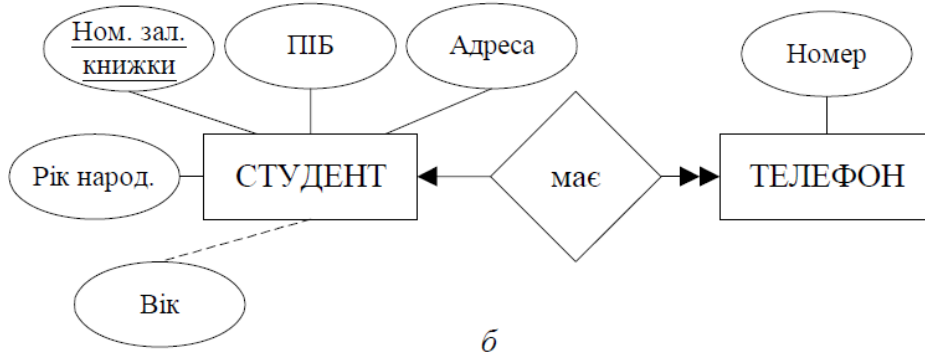 Ном. зал.
книжки
ПІБ
Адреса
Номер
Рік народ.
СТУДЕНТ
має
ТЕЛЕФОН
Вік
б